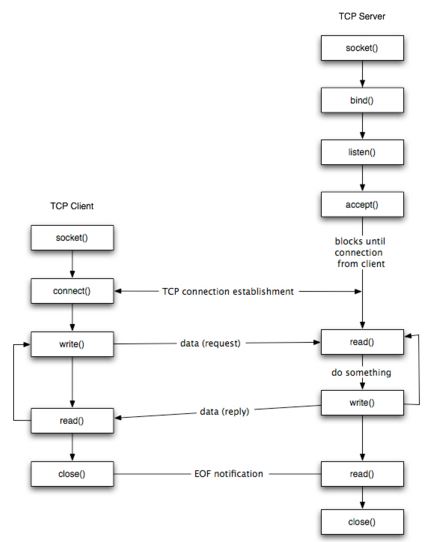 TCP Server
socket()
bind()
listen()
accept()
TCP Client
blocks until
connection
from client
socket()
connect()
TCP connection establishment
write()
data (request)
read()
do something
write()
data (reply)
read()
close()
EOF notification
read()
close()